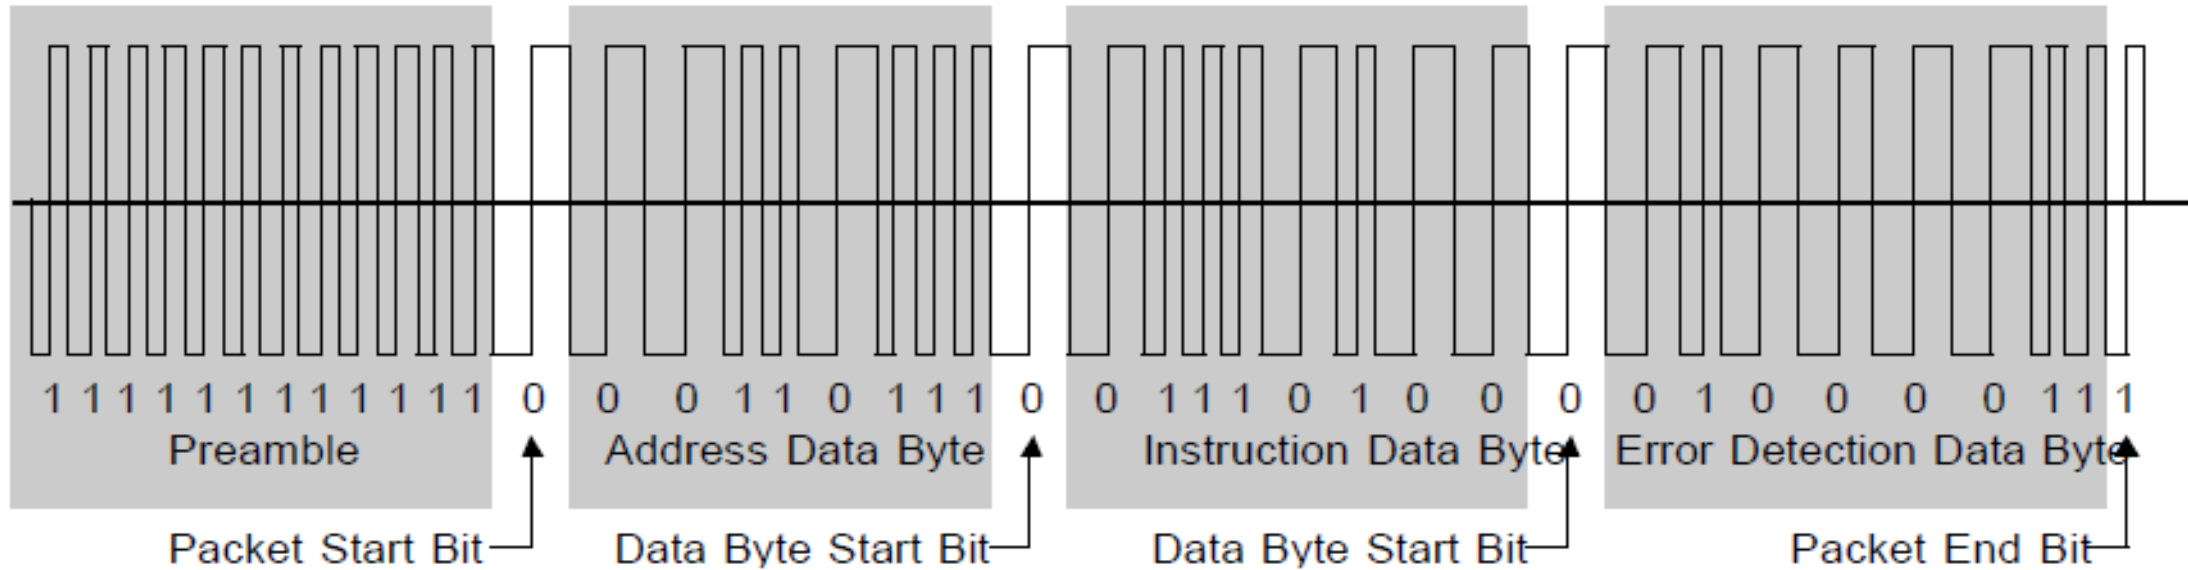 1 1 1 1 1 1 1 1 1 1 1 1 0 0 0 1 1 0 1 1 1 0 0 1 1 1 0 1 0 0 0 0 1 0 0 0 0 1 1 1
Preamble Address Data Byte Instruction Data Byte Error Detection Data Byte
Packet Start Bit Data Byte Start Bit Data Byte Start Bit Packet End Bit